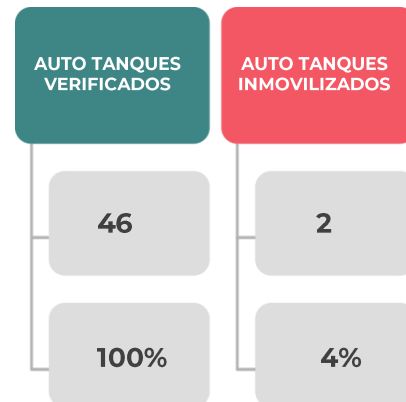 AUTO TANQUES
VERIFICADOS
46
100%
AUTO TANQUES
INMOVILIZADOS
2
4%